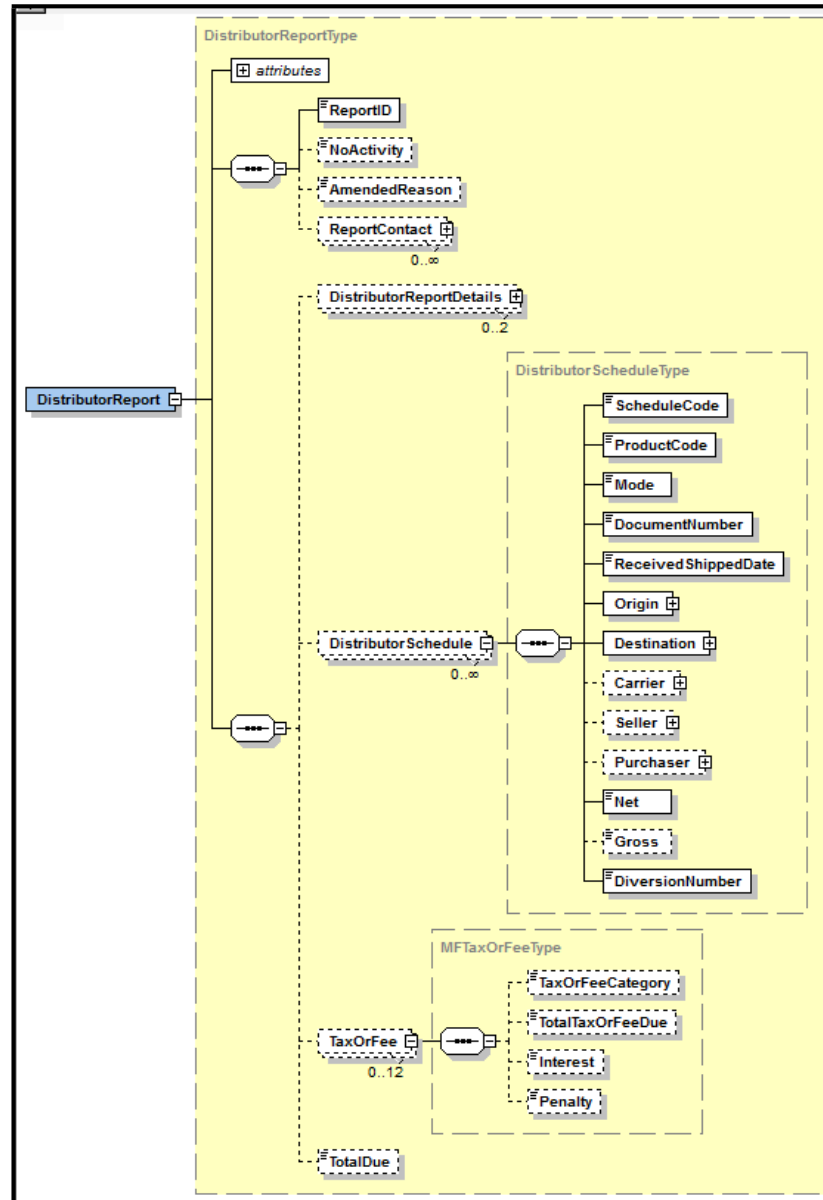 DistributorReportType
attributes
ReportID
NoActivity
AmendedReason
ReportContact
0..∞
DistributorReportDetails
0..2
DistributorScheduleType
DistributorReport
ScheduleCode
ProductCode
Mode
DocumentNumber
ReceivedShippedDate
Origin
DistributorSchedule
0..∞
Destination
Carrier
Seller
Purchaser
Net
Gross
DiversionNumber
MFTaxOrFeeType
TaxOrFeeCategory
TotalTaxOrFeeDue
TaxOrFee
0..12
Interest
Penalty
TotalDue